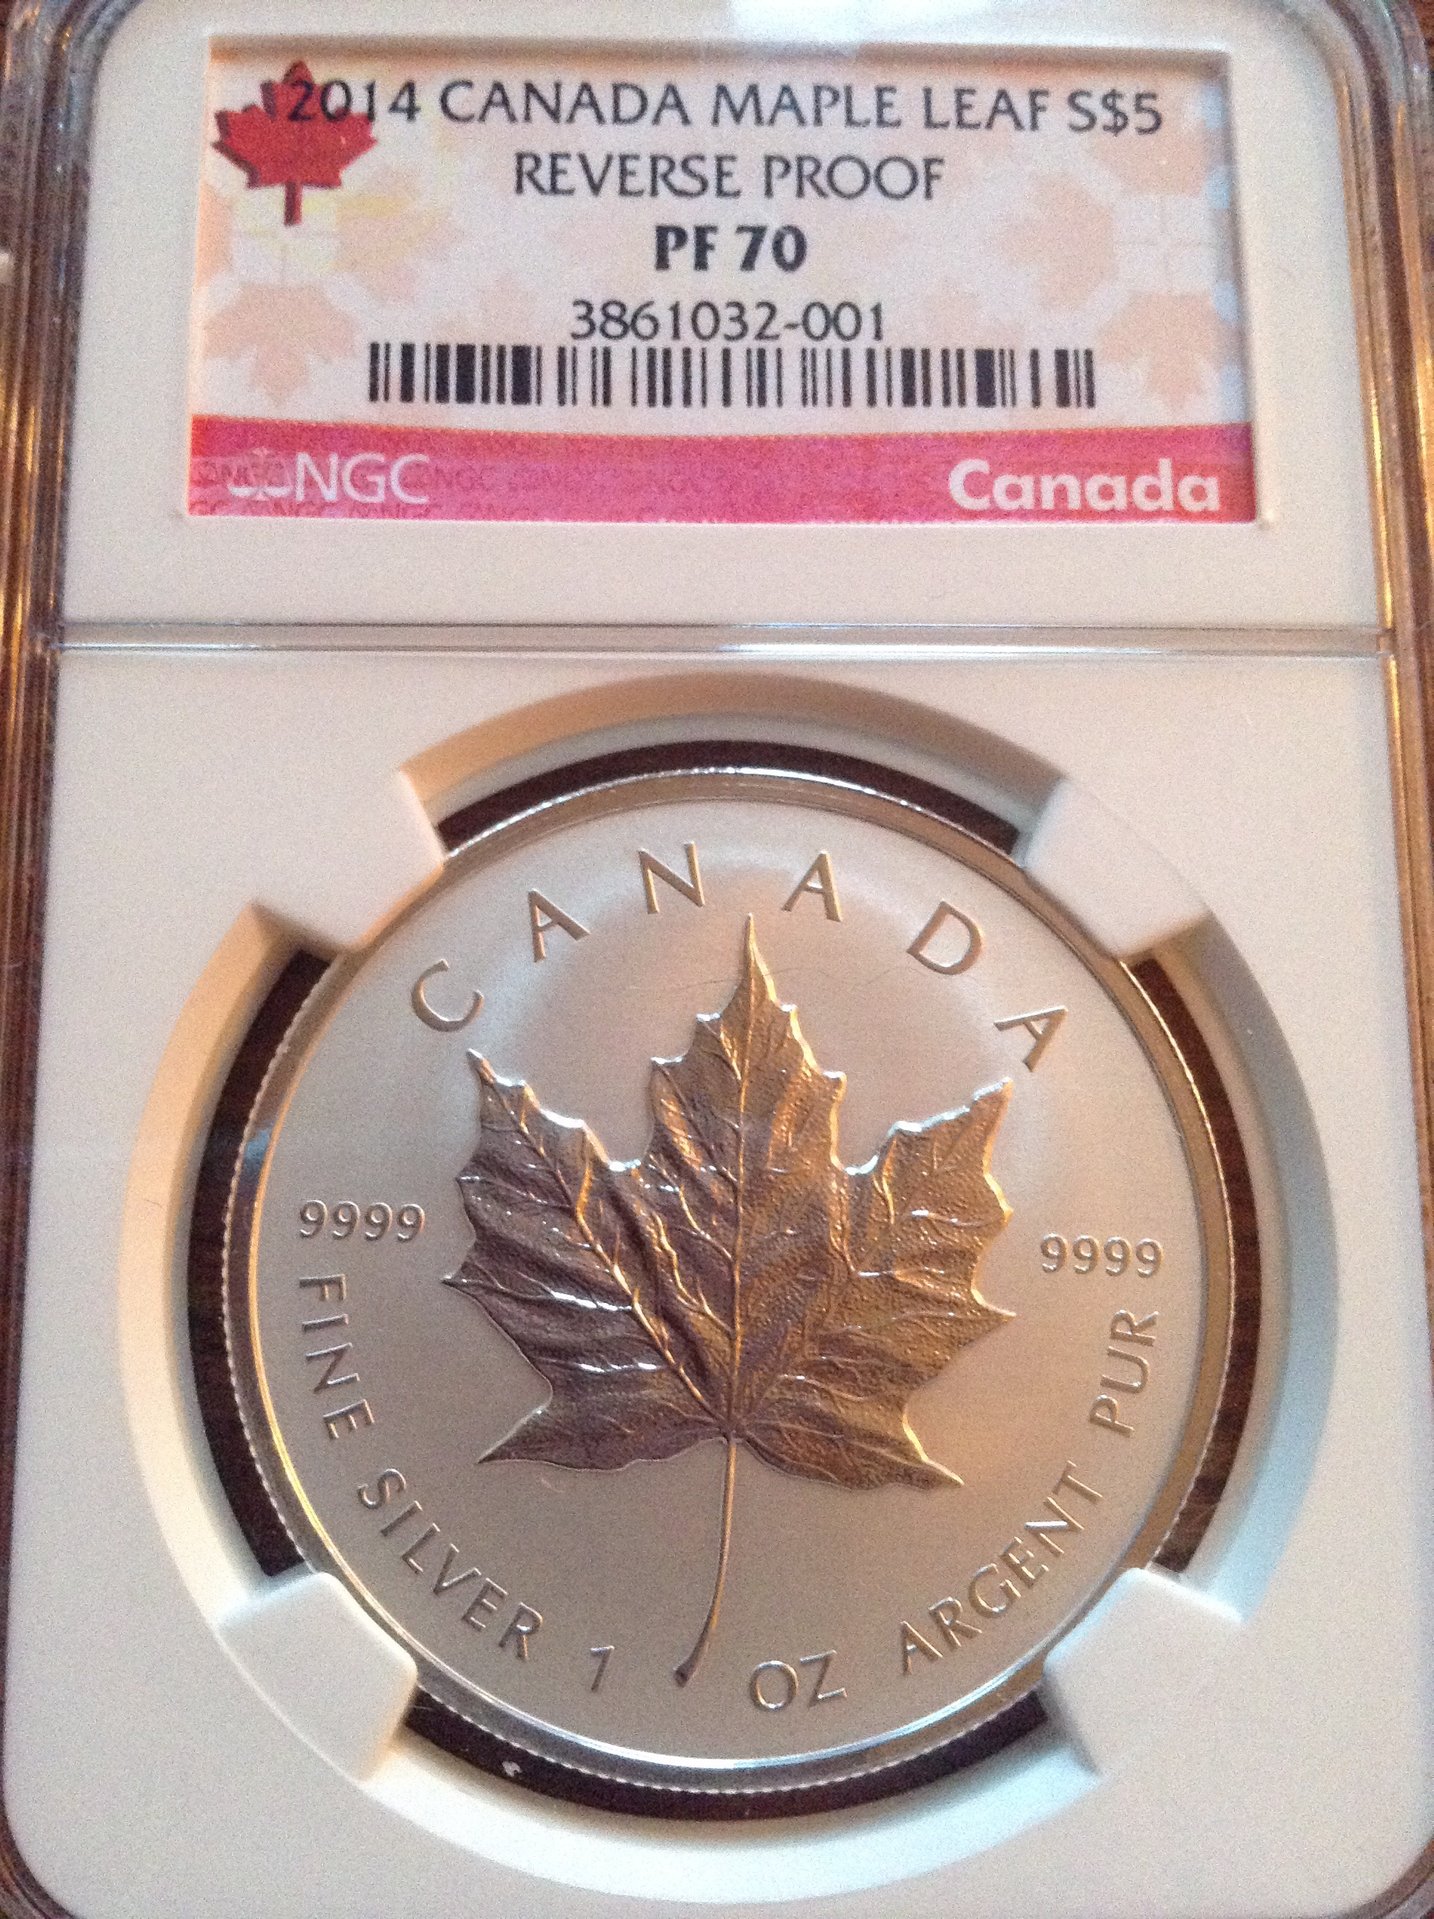 2014 CANADA MAPLE LEAF S$5
REVERSE PROOF
PF 70
3861032-001
NGC
Canada
CANADA
9999
9999
FINE SILVER 1 OZ ARGENT PUR